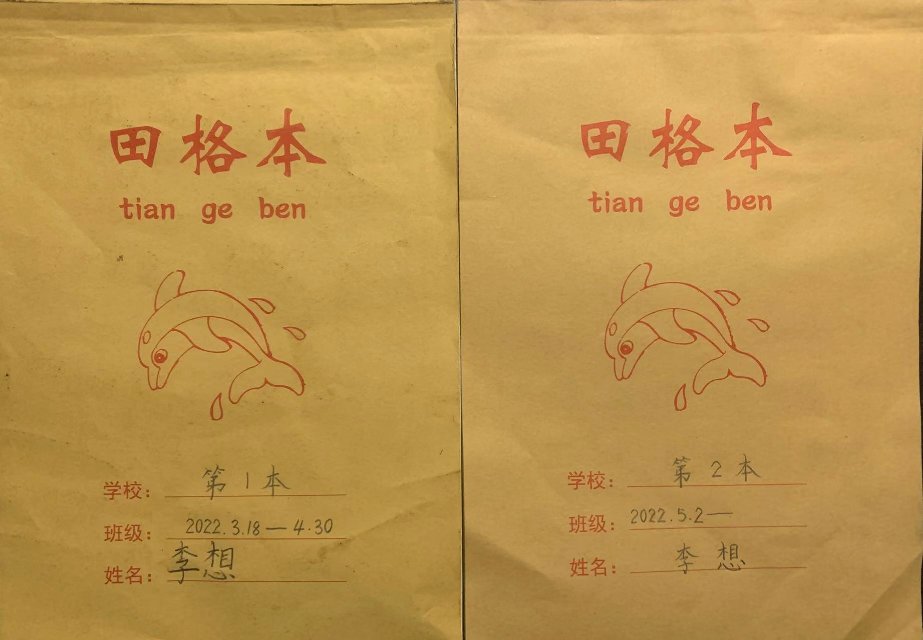 田格本
tian ge ben
学校：第1本
班级：2022.3.18—4.30
姓名：李想
田格本
tian ge ben
学校：第2本
班级：2022.5.2—
姓名：李想